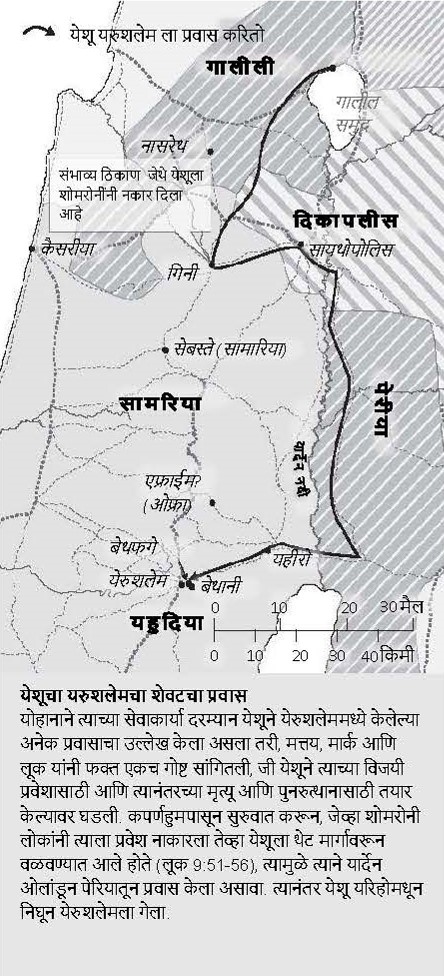 येशू यरुशलेम ला प्रवास करितो
गालीली
गालील
समुद्र
नासरेथ
संभाव्य ठिकाण जेथे येशूला
शोमरोनींनी नकार दिला
आहे
दिकापलीस
केसरीया
सायथोपोलिस
गिनी
सेबस्ते (सामारिया)
सामरिया
पेरीया
यार्देन नदी
एफ्राईम?
(ओफ्रा)
बेथफगे
यहीरो
येरुशलेम
बेथानी
यहुदिया
0 10 20 30 मैल
0 10 20 30 40 किमी
येशूचा यरुशलेमचा शेवटचा प्रवास
योहानाने त्याच्या सेवाकार्या दरम्यान येशूने येरुशलेममध्ये केलेल्या
अनेक प्रवासाचा उल्लेख केला असला तरी, मत्तय, मार्क आणि
लूक यांनी फक्त एकच गोष्ट सांगितली, जी येशूने त्याच्या विजयी
प्रवेशासाठी आणि त्यानंतरच्या मृत्यू आणि पुनरुत्थानासाठी तयार
केल्यावर घडली. कपर्णहुमपासून सुरुवात करून, जेव्हा शोमरोनी
लोकांनी त्याला प्रवेश नाकारला तेव्हा येशूला थेट मार्गावरून
वळवण्यात आले होते (लूक 9:51-56), त्यामुळे त्याने यार्देन
ओलांडून पेरियातून प्रवास केला असावा. त्यानंतर येशू यरिहोमधून
निघून येरुशलेमला गेला.